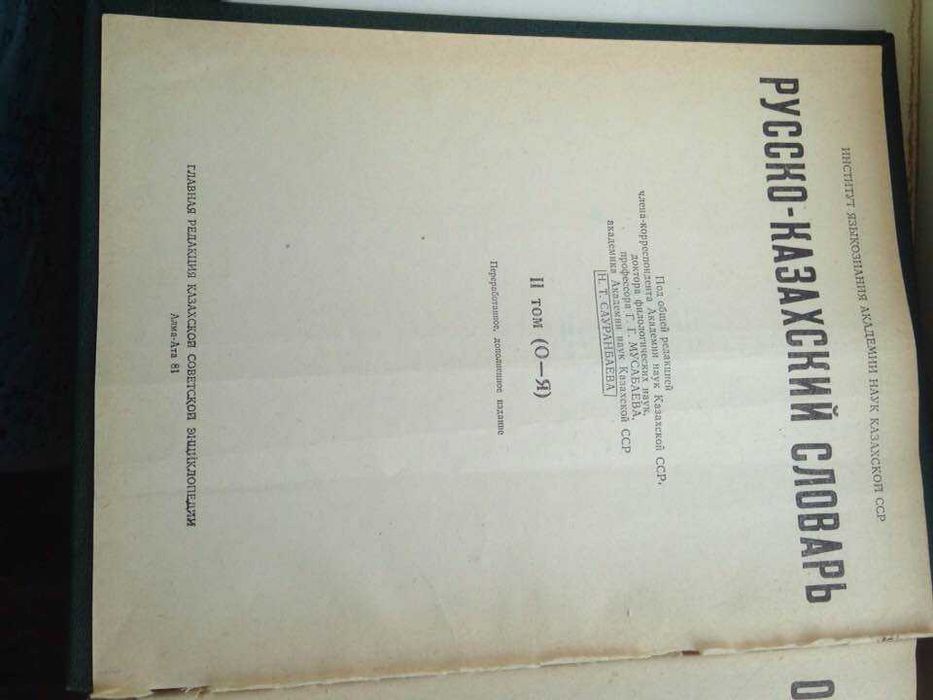 ИНСТИТУТ ЯЗЫКОЗНАНИЯ АКАДЕМИИ НАУК КАЗАХСКОЙ ССР
РУССКО-КАЗАХСКИЙ СЛОВАРЬ
Под общей редакцией
члена-корреспондента Академии наук Казахской ССР,
доктора филологических наук,
профессора Г. Г. МУСАБАЕВА,
академика Академии наук Казахской ССР
Н. Т. САУРАНБАЕВА
II том (О—Я)
Переработанное, дополненное издание
ГЛАВНАЯ РЕДАКЦИЯ КАЗАХСКОЙ СОВЕТСКОЙ ЭНЦИКЛОПЕДИИ
Алма-Ата 81